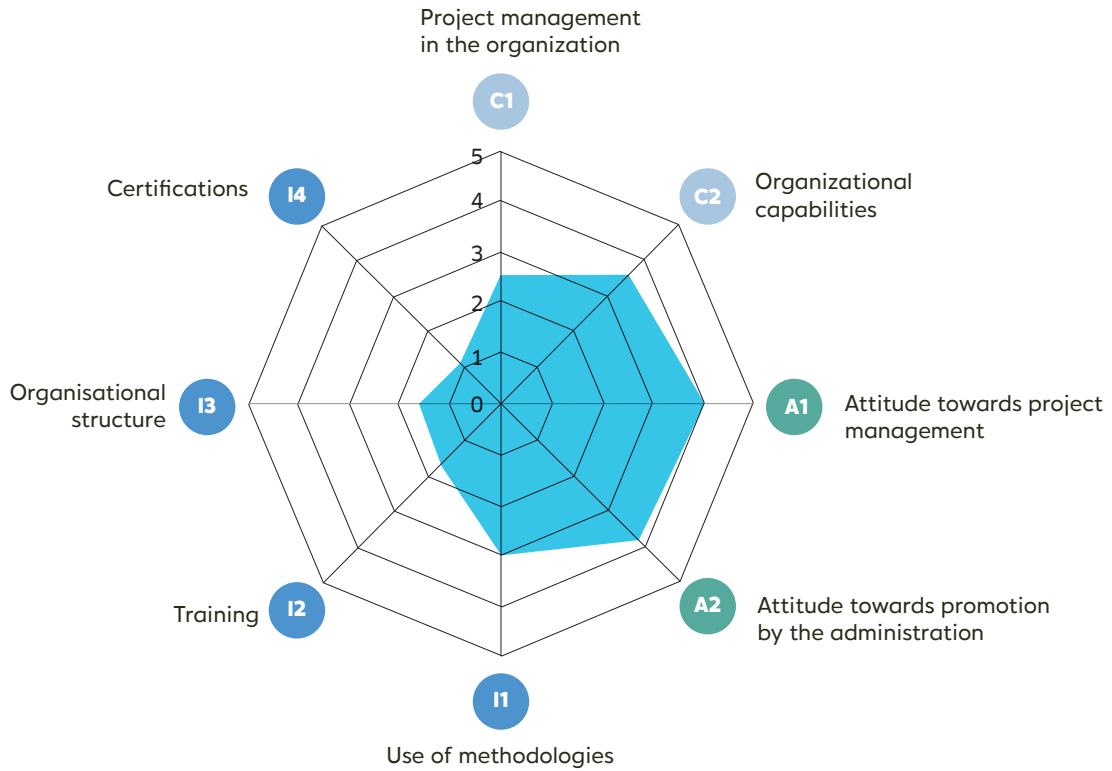 Project management
in the organization
C1
C2
Organizational
capabilities
A1
Attitude towards project
management
A2
Attitude towards promotion
by the administration
I1
Use of methodologies
I2
Training
I3
Organisational
structure
I4
Certifications
5
4
3
2
1
0